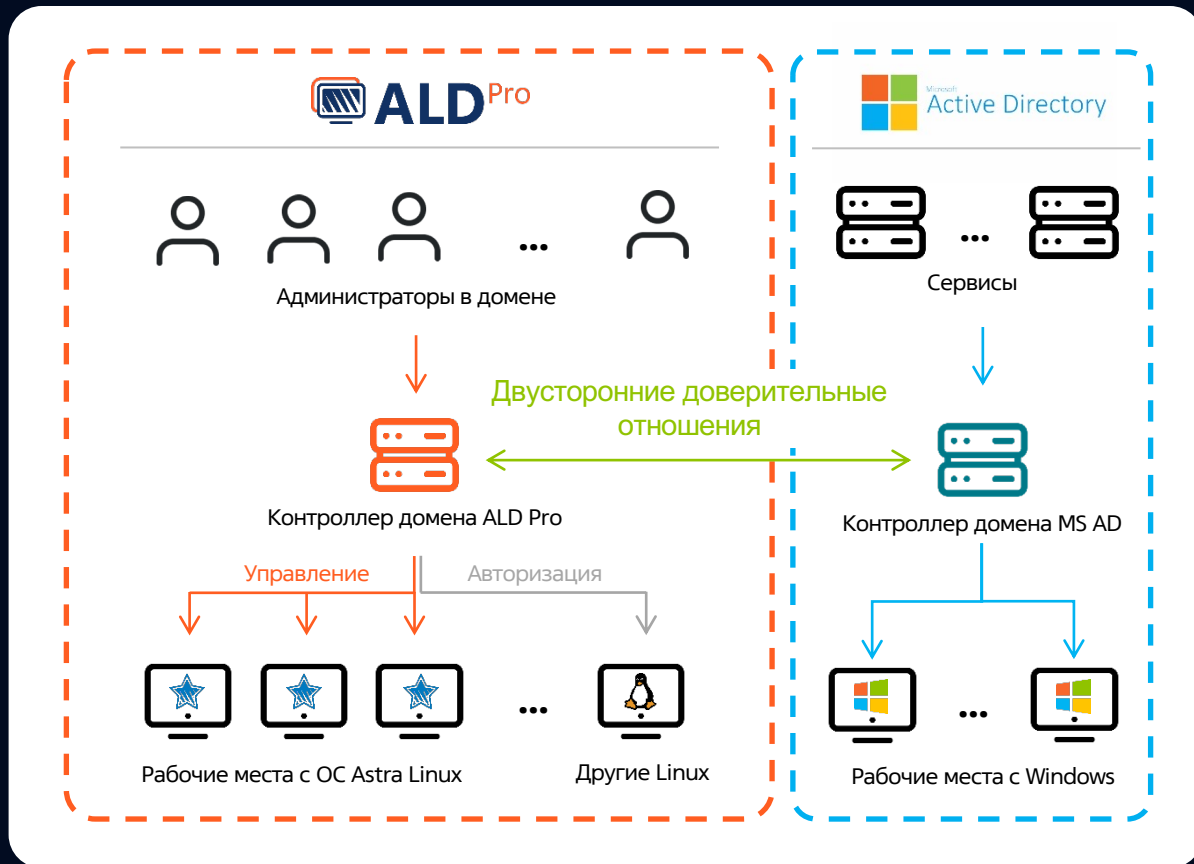 ALD Pro
Microsoft
Active Directory
...
...
Администраторы в домене
Сервисы
Двусторонние доверительные
отношения
Контроллер домена ALD Pro
Контроллер домена MS AD
Управление
Авторизация
...
...
Рабочие места с ОС Astra Linux
Другие Linux
Рабочие места с Windows